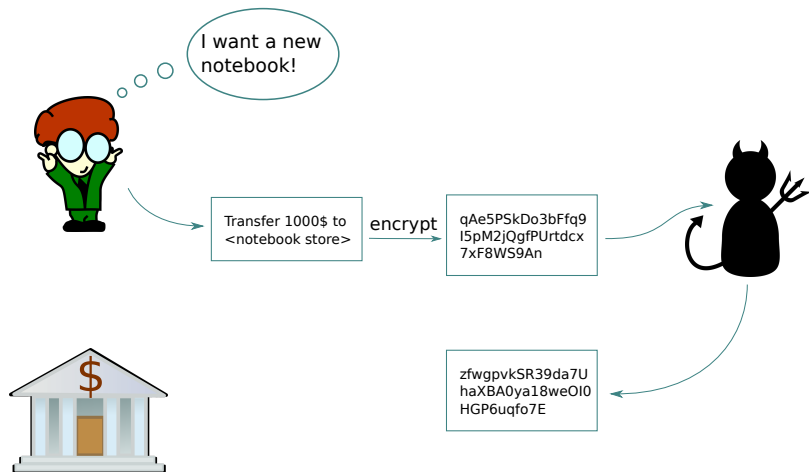 I want a new
notebook!
Transfer 1000$ to
<notebook store>
encrypt
qAe5PSkDo3bFfq9
I5pM2jQgfPUrtdcx
7xF8WS9An
zfwgpvkSR39da7U
haXBA0ya18weOI0
HGP6uqfo7E
$